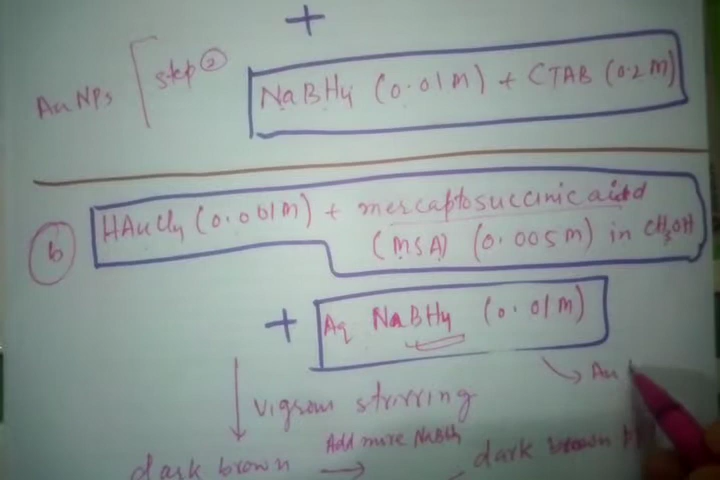 +
Au NPs [ step ②
NaBH4 (0.01M) + CTAB (0.2M)
b
HAuCl4 (0.001M) + mercaptosuccinic acid
(MSA) (0.005M) in CH3OH
+ Aq NaBH4 (0.01M)
Au
↓ vigrous stirring
dark brown Add more NaBH4 → dark brown